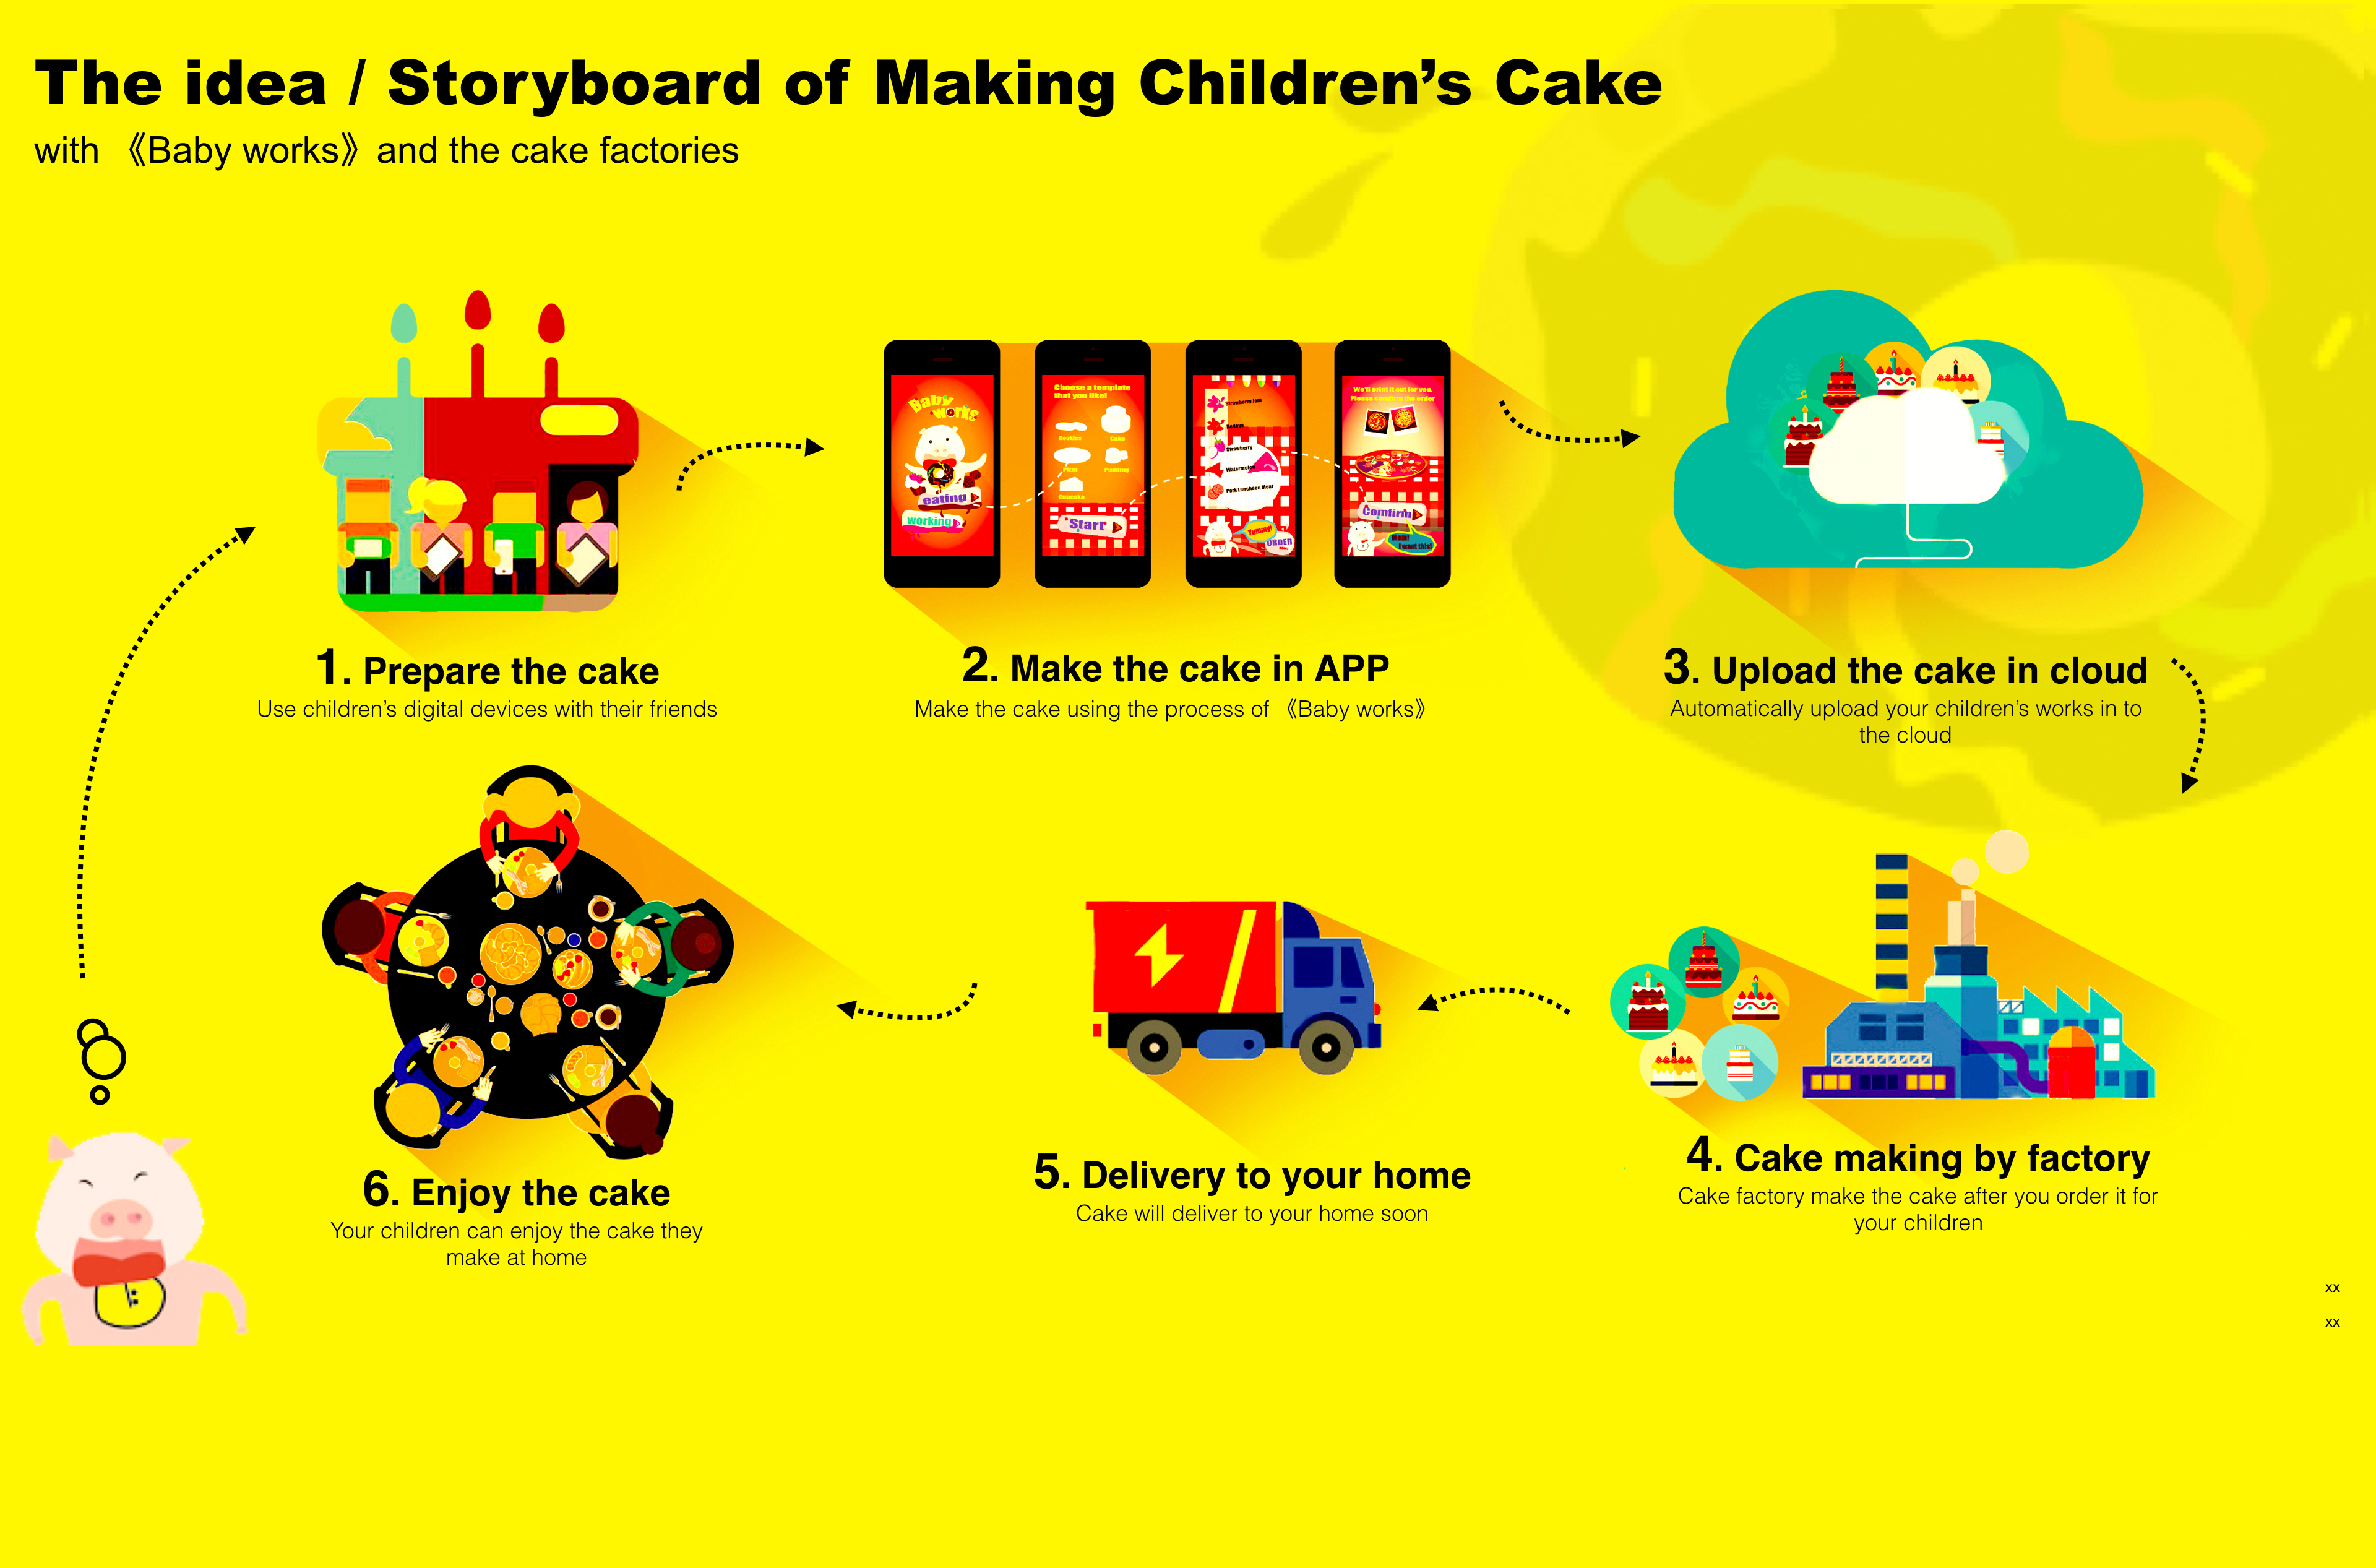 The idea / Storyboard of Making Children’s Cake
with 《Baby works》 and the cake factories
Baby works
eating
working
Choose a template
that you like!
Cookies
Cake
Pizza
Pudding
Cupcake
Start
Strawberry Jam
Strawberry
Watermelon
Pork Luncheon Meat
Yummy!
ORDER
We'll print it out for you.
Please comfirm the order
Comfirm
Mom!
I want this!
1. Prepare the cake
Use children’s digital devices with their friends
2. Make the cake in APP
Make the cake using the process of 《Baby works》
3. Upload the cake in cloud
Automatically upload your children’s works in to
the cloud
4. Cake making by factory
Cake factory make the cake after you order it for
your children
5. Delivery to your home
Cake will deliver to your home soon
6. Enjoy the cake
Your children can enjoy the cake they
make at home
xx
xx